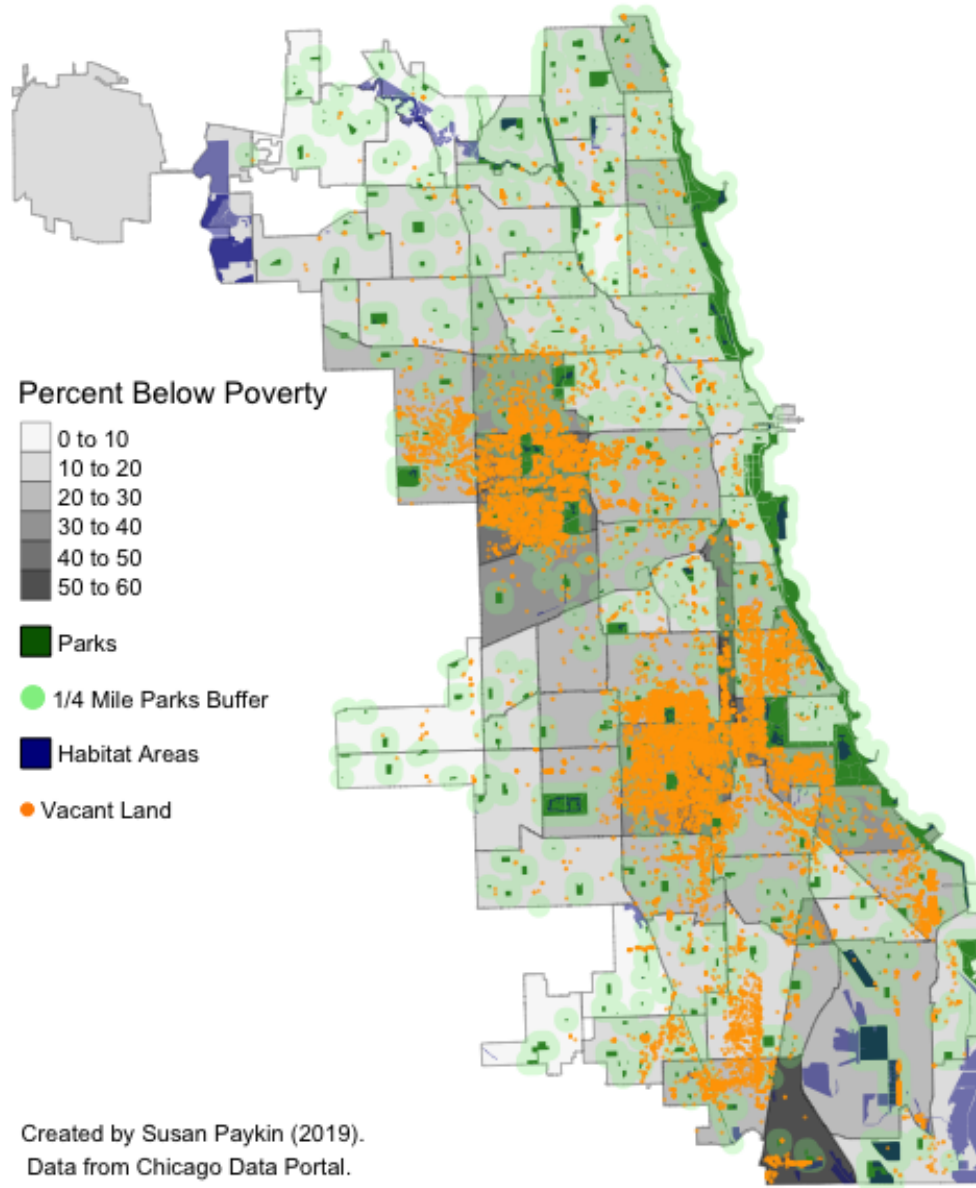 Percent Below Poverty
0 to 10
10 to 20
20 to 30
30 to 40
40 to 50
50 to 60
Parks
1/4 Mile Parks Buffer
Habitat Areas
Vacant Land
Created by Susan Paykin (2019).
Data from Chicago Data Portal.